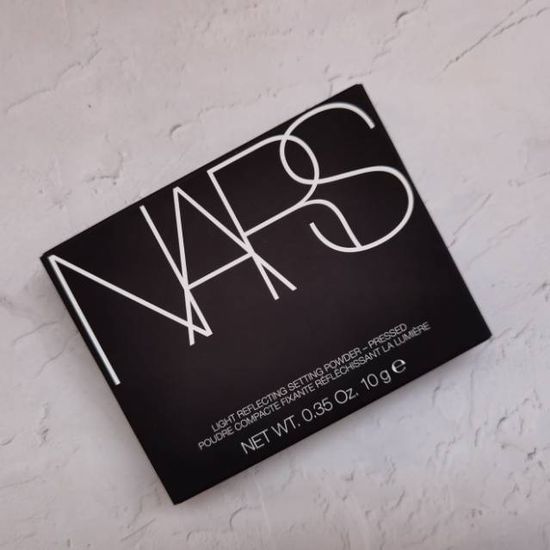 NARS
LIGHT REFLECTING SETTING POWDER – PRESSED
POUDRE COMPACTE FIXANTE RÉFLÉCHISSANT LA LUMIÈRE
NET WT. 0.35 Oz. 10 g ℮